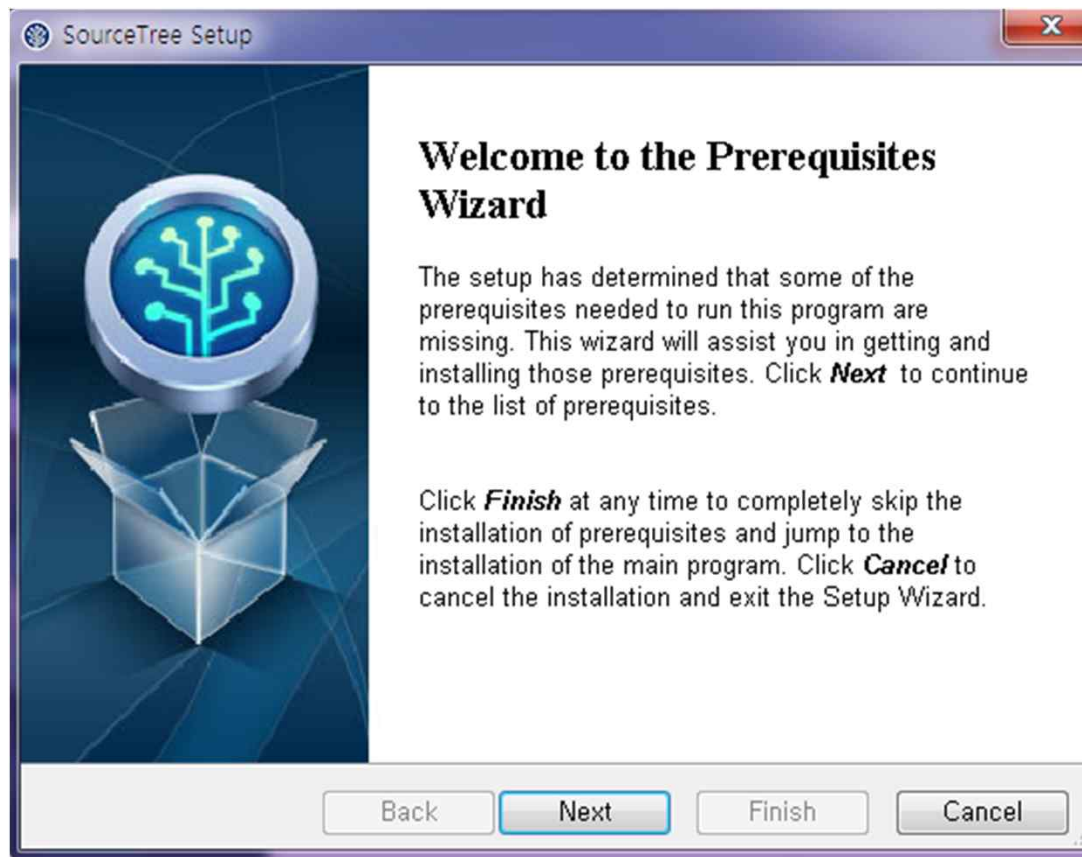 SourceTree Setup
Welcome to the Prerequisites
Wizard
The setup has determined that some of the
prerequisites needed to run this program are
missing. This wizard will assist you in getting and
installing those prerequisites. Click Next to continue
to the list of prerequisites.
Click Finish at any time to completely skip the
installation of prerequisites and jump to the
installation of the main program. Click Cancel to
cancel the installation and exit the Setup Wizard.
Back
Next
Finish
Cancel